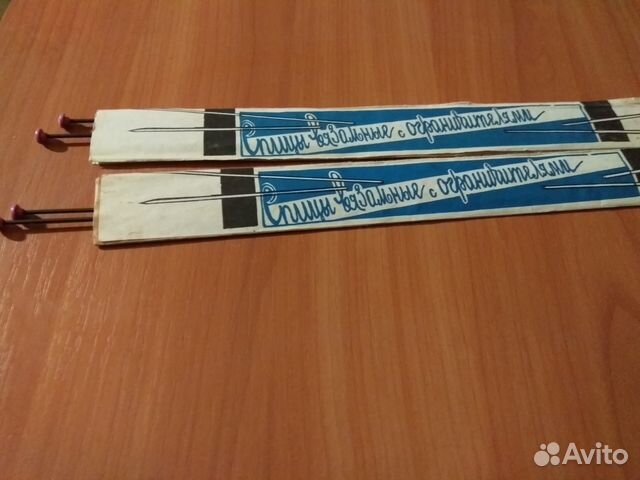 Спицы вязальные с ограничителями
Спицы вязальные с ограничителями
Avito